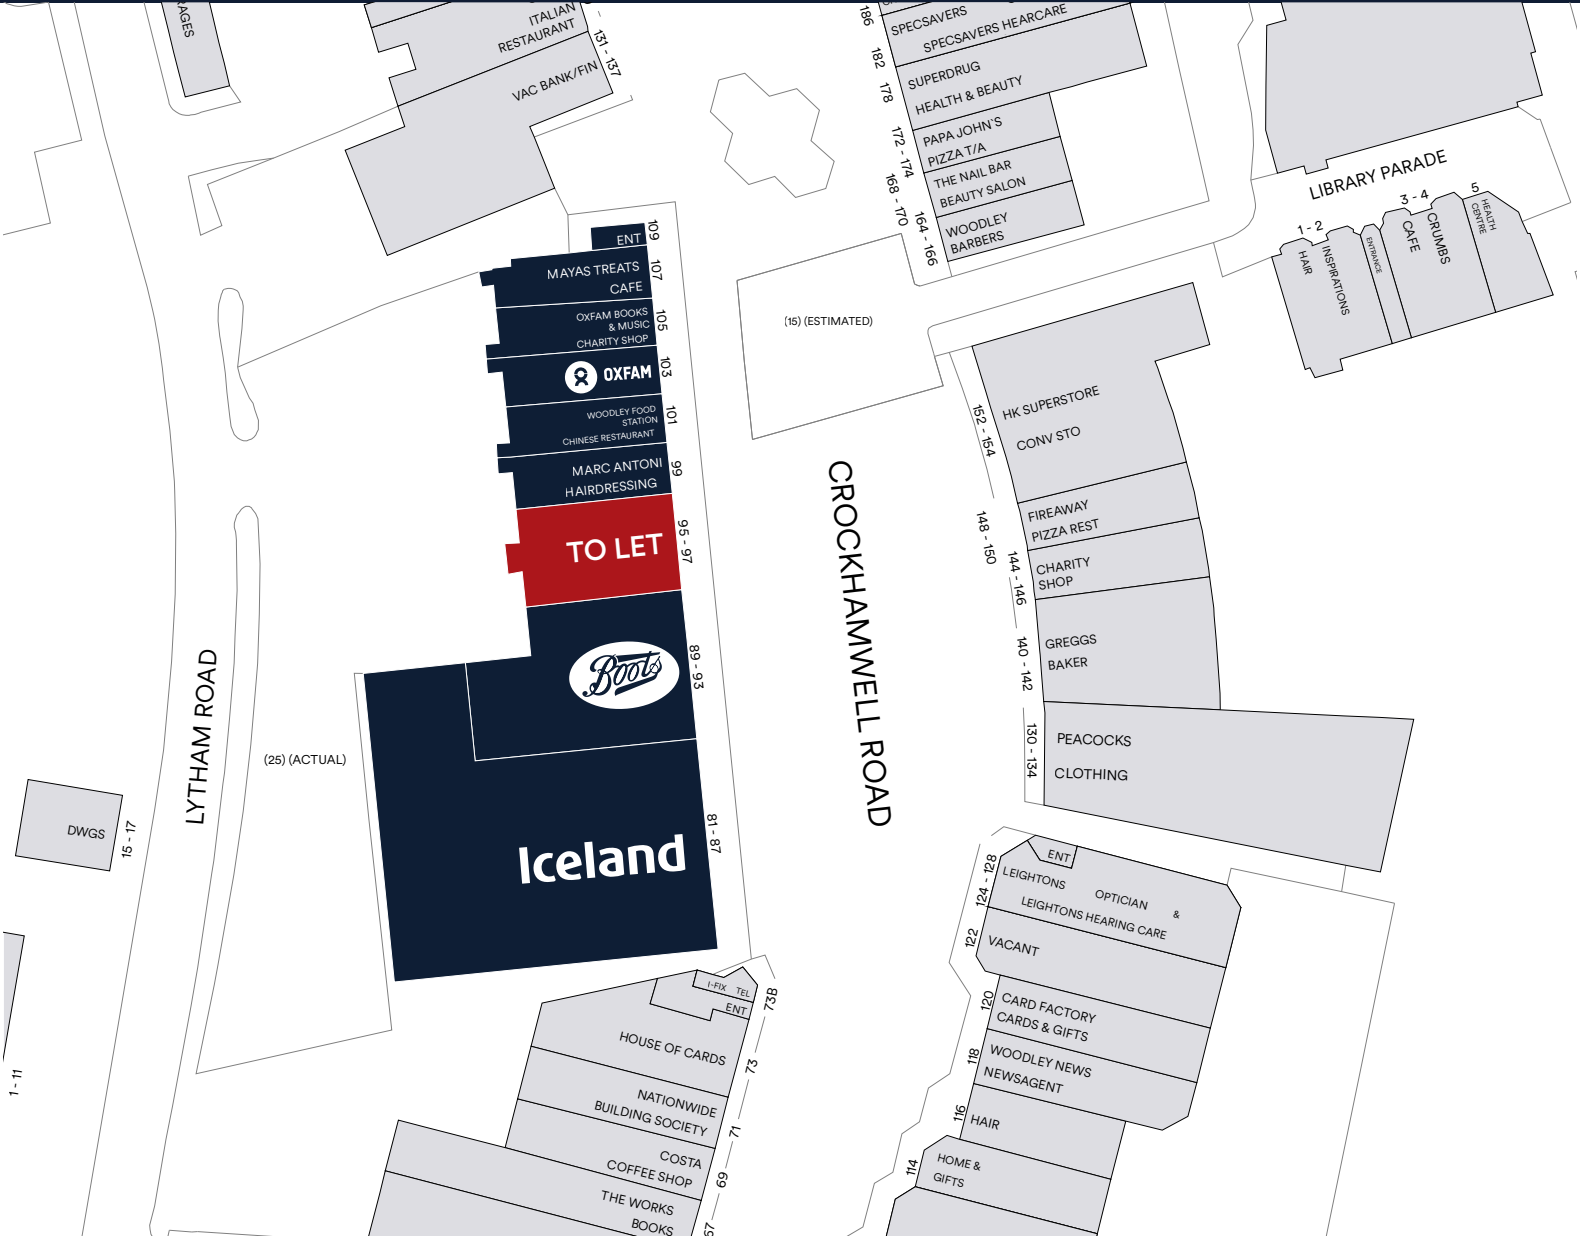 ITALIAN
RESTAURANT
131 - 137
VAC BANK/FIN
186
SPECSAVERS
SPECSAVERS HEARCARE
182
SUPERDRUG
HEALTH & BEAUTY
178
PAPA JOHN`S
PIZZA T/A
172 - 174
THE NAIL BAR
BEAUTY SALON
168 - 170
WOODLEY
BARBERS
164 - 166
LIBRARY PARADE
1 - 2
HAIR
INSPIRATIONS
ENTRANCE
3 - 4
CAFE
CRUMBS
5
HEALTH
CENTRE
109
ENT
107
MAYAS TREATS
CAFE
105
OXFAM BOOKS
& MUSIC
CHARITY SHOP
103
OXFAM
101
WOODLEY FOOD
STATION
CHINESE RESTAURANT
99
MARC ANTONI
HAIRDRESSING
95 - 97
TO LET
89 - 93
Boots
81 - 87
Iceland
(15) (ESTIMATED)
CROCKHAMWELL ROAD
LYTHAM ROAD
(25) (ACTUAL)
DWGS
15 - 17
1 - 11
152 - 154
HK SUPERSTORE
CONV STO
148 - 150
FIREAWAY
PIZZA REST
144 - 146
CHARITY
SHOP
140 - 142
GREGGS
BAKER
130 - 134
PEACOCKS
CLOTHING
124 - 128
ENT
LEIGHTONS OPTICIAN &
LEIGHTONS HEARING CARE
122
VACANT
120
CARD FACTORY
CARDS & GIFTS
118
WOODLEY NEWS
NEWSAGENT
116
HAIR
114
HOME &
GIFTS
I-FIX TEL
73B
ENT
HOUSE OF CARDS
73
NATIONWIDE
BUILDING SOCIETY
71
COSTA
COFFEE SHOP
69
THE WORKS
BOOKS